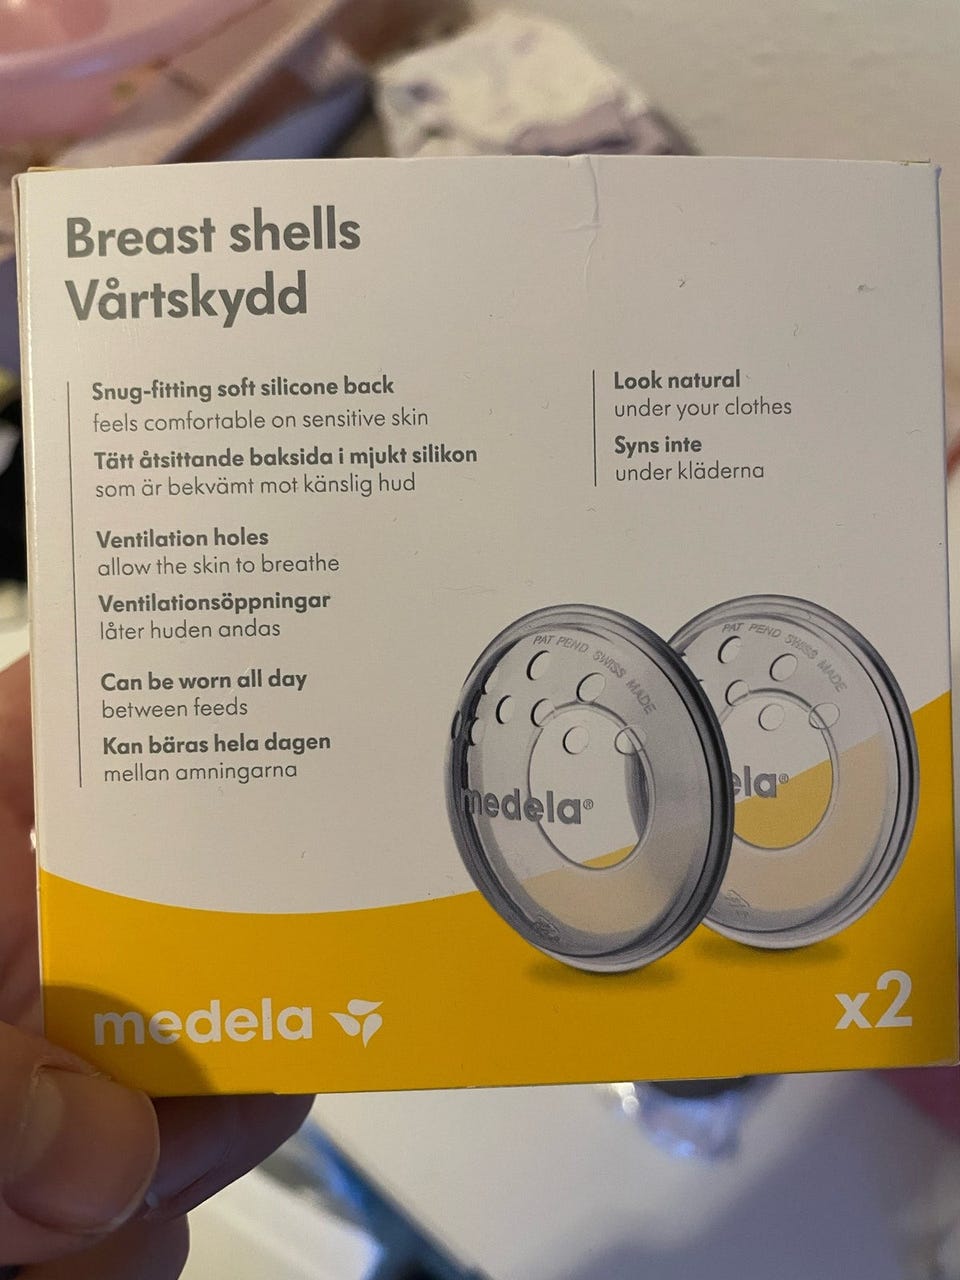 Breast shells
Vårtskydd
Snug-fitting soft silicone back
feels comfortable on sensitive skin
Tätt åtsittande baksida i mjukt silikon
som är bekvämt mot känslig hud
Ventilation holes
allow the skin to breathe
Ventilationsöppningar
låter huden andas
Can be worn all day
between feeds
Kan bäras hela dagen
mellan amningarna
Look natural
under your clothes
Syns inte
under kläderna
PAT PEND SWISS MADE
medela®
PAT PEND SWISS MADE
ela®
medela
x2